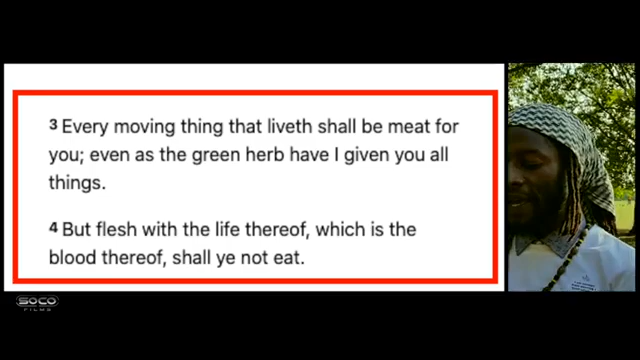 3 Every moving thing that liveth shall be meat for
you; even as the green herb have I given you all
things.
4 But flesh with the life thereof, which is the
blood thereof, shall ye not eat.
SOCO
FILMS